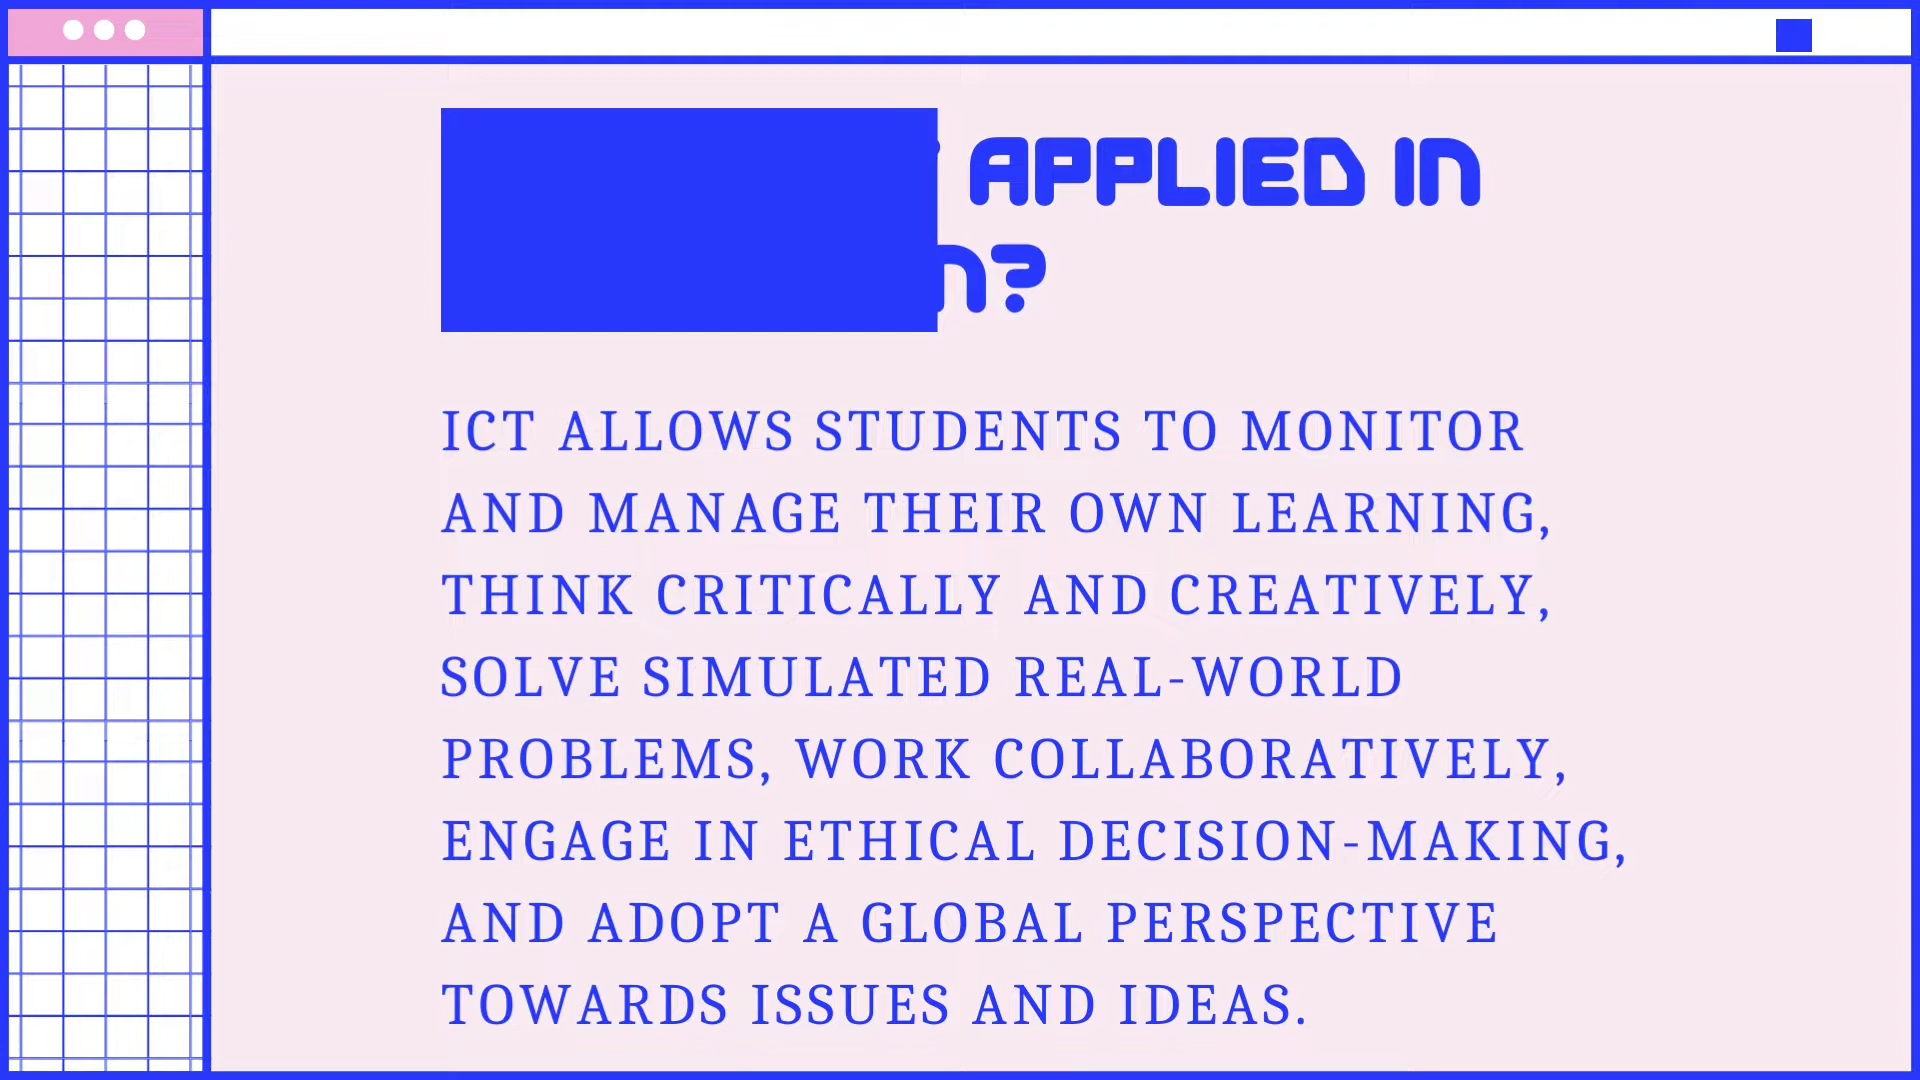 APPLIED IN
?
ICT ALLOWS STUDENTS TO MONITOR
AND MANAGE THEIR OWN LEARNING,
THINK CRITICALLY AND CREATIVELY,
SOLVE SIMULATED REAL-WORLD
PROBLEMS, WORK COLLABORATIVELY,
ENGAGE IN ETHICAL DECISION-MAKING,
AND ADOPT A GLOBAL PERSPECTIVE
TOWARDS ISSUES AND IDEAS.